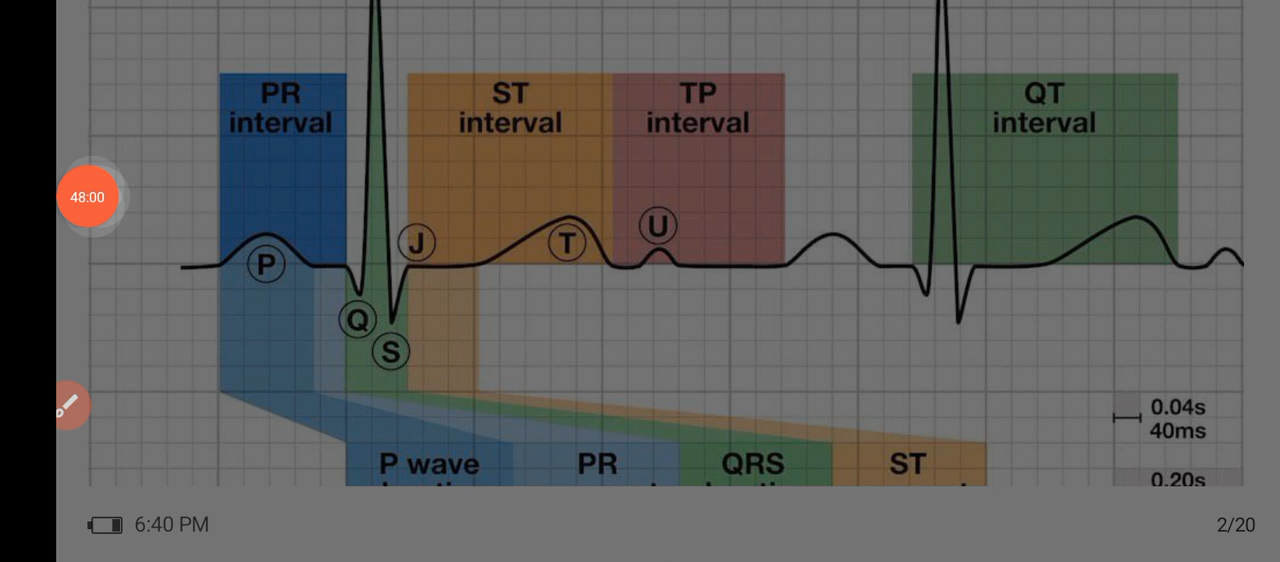 PR
interval
ST
interval
TP
interval
QT
interval
48:00
U
J
T
P
Q
S
0.04s
40ms
P wave
PR
QRS
ST
0.20s
6:40 PM
2/20